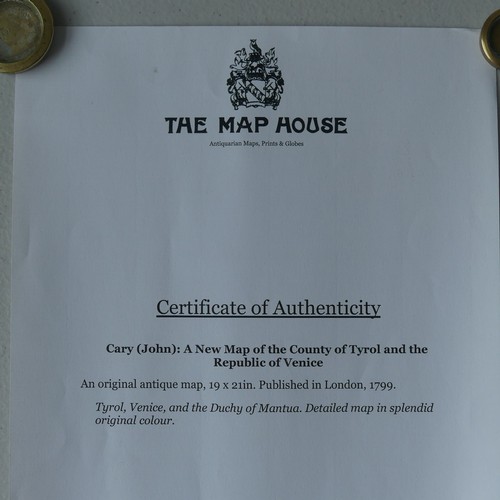 THE MAP HOUSE
Antiquarian Maps, Prints & Globes
Certificate of Authenticity
Cary (John): A New Map of the County of Tyrol and the
Republic of Venice
An original antique map, 19 x 21in. Published in London, 1799.
Tyrol, Venice, and the Duchy of Mantua. Detailed map in splendid
original colour.